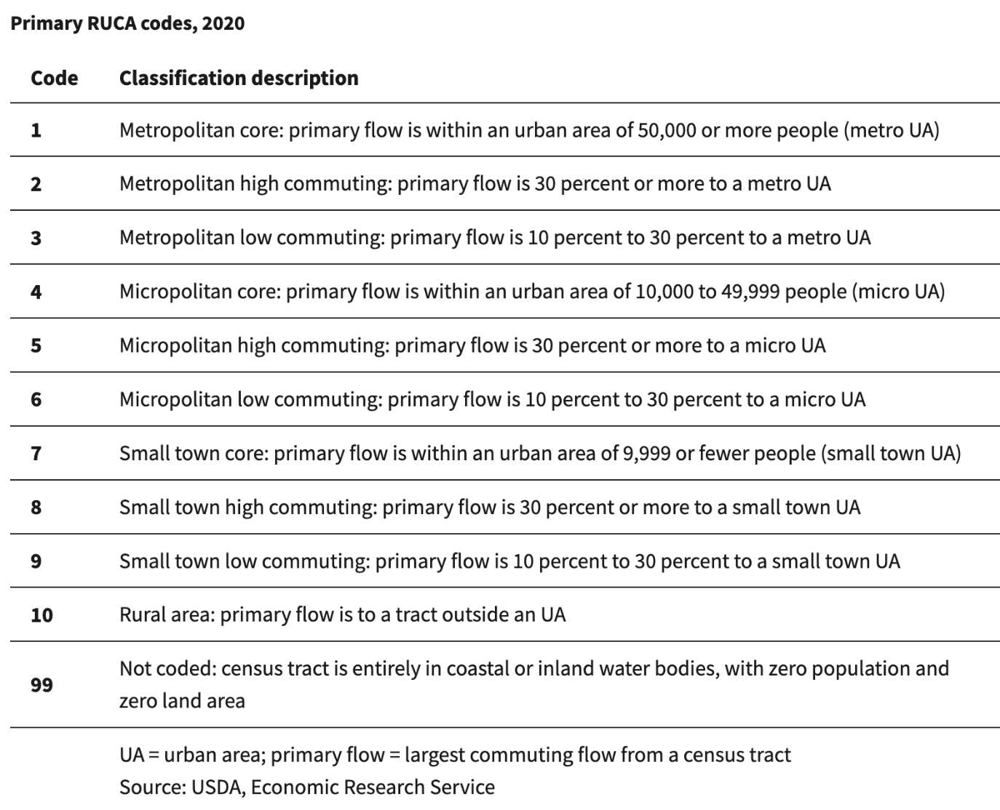 Primary RUCA codes, 2020
Code Classification description
1 Metropolitan core: primary flow is within an urban area of 50,000 or more people (metro UA)
2 Metropolitan high commuting: primary flow is 30 percent or more to a metro UA
3 Metropolitan low commuting: primary flow is 10 percent to 30 percent to a metro UA
4 Micropolitan core: primary flow is within an urban area of 10,000 to 49,999 people (micro UA)
5 Micropolitan high commuting: primary flow is 30 percent or more to a micro UA
6 Micropolitan low commuting: primary flow is 10 percent to 30 percent to a micro UA
7 Small town core: primary flow is within an urban area of 9,999 or fewer people (small town UA)
8 Small town high commuting: primary flow is 30 percent or more to a small town UA
9 Small town low commuting: primary flow is 10 percent to 30 percent to a small town UA
10 Rural area: primary flow is to a tract outside an UA
99 Not coded: census tract is entirely in coastal or inland water bodies, with zero population and
zero land area
UA = urban area; primary flow = largest commuting flow from a census tract
Source: USDA, Economic Research Service